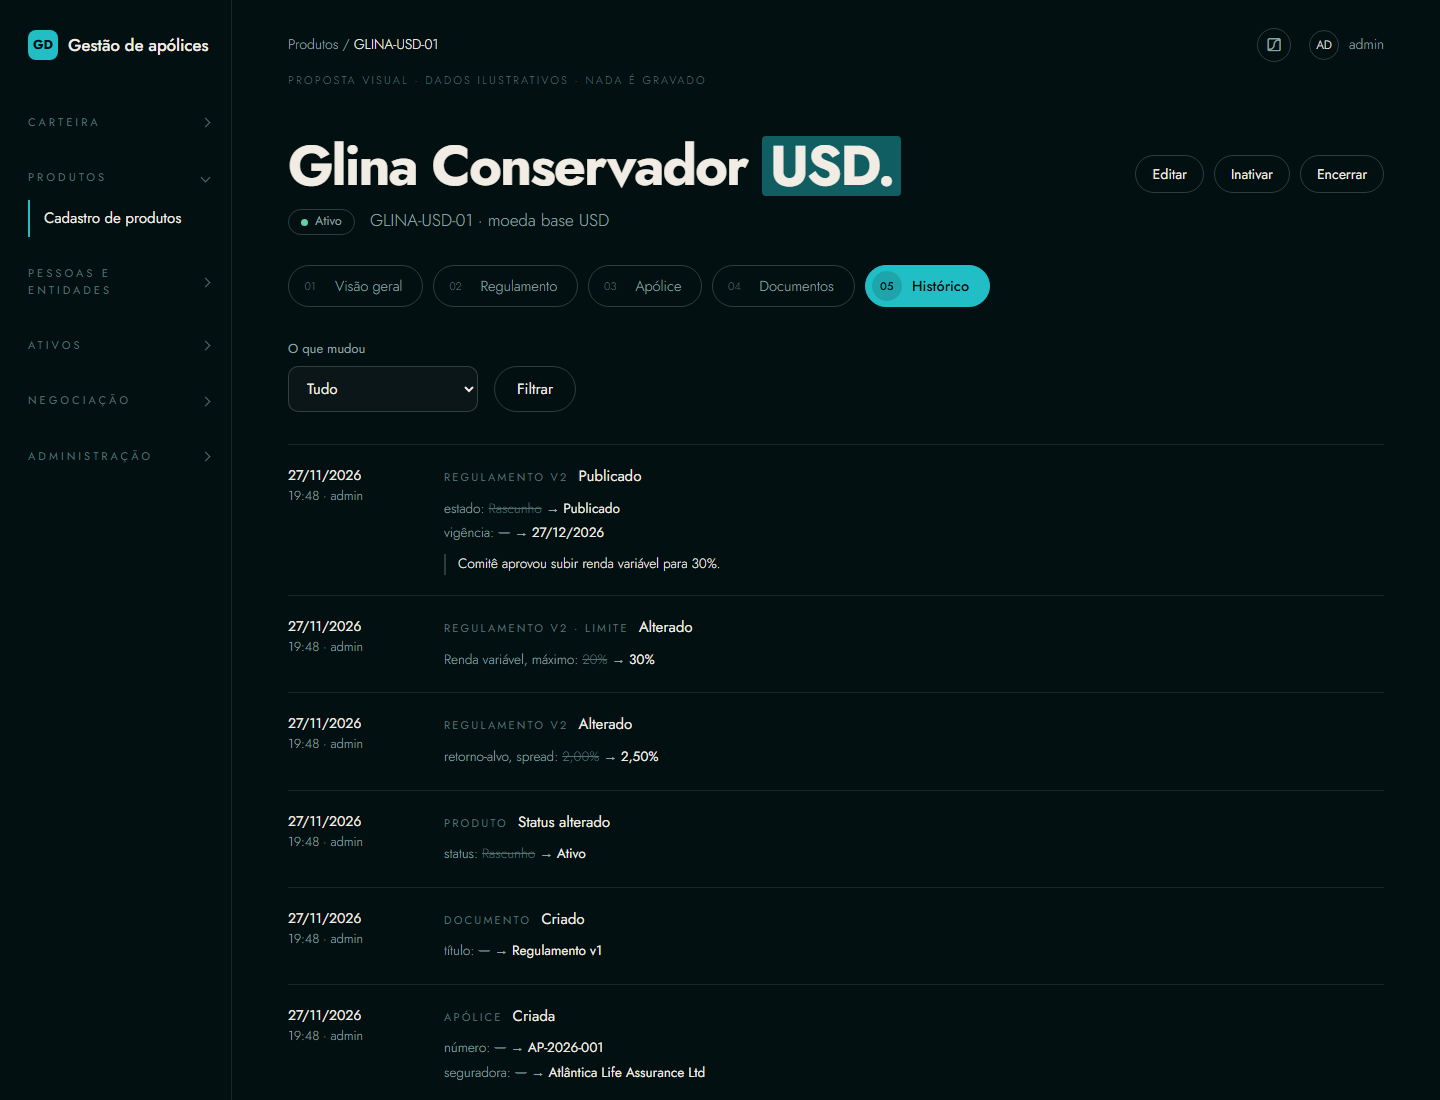 GD Gestão de apólices
CARTEIRA
PRODUTOS
Cadastro de produtos
PESSOAS E
ENTIDADES
ATIVOS
NEGOCIAÇÃO
ADMINISTRAÇÃO
Produtos / GLINA-USD-01
AD admin
PROPOSTA VISUAL · DADOS ILUSTRATIVOS · NADA É GRAVADO
Glina Conservador USD.
Editar Inativar Encerrar
Ativo GLINA-USD-01 · moeda base USD
01 Visão geral 02 Regulamento 03 Apólice 04 Documentos 05 Histórico
O que mudou
Tudo Filtrar
27/11/2026 REGULAMENTO V2 Publicado
19:48 · admin
estado: Rascunho → Publicado
vigência: — → 27/12/2026
Comitê aprovou subir renda variável para 30%.
27/11/2026 REGULAMENTO V2 · LIMITE Alterado
19:48 · admin
Renda variável, máximo: 20% → 30%
27/11/2026 REGULAMENTO V2 Alterado
19:48 · admin
retorno-alvo, spread: 2,00% → 2,50%
27/11/2026 PRODUTO Status alterado
19:48 · admin
status: Rascunho → Ativo
27/11/2026 DOCUMENTO Criado
19:48 · admin
título: — → Regulamento v1
27/11/2026 APÓLICE Criada
19:48 · admin
número: — → AP-2026-001
seguradora: — → Atlântica Life Assurance Ltd